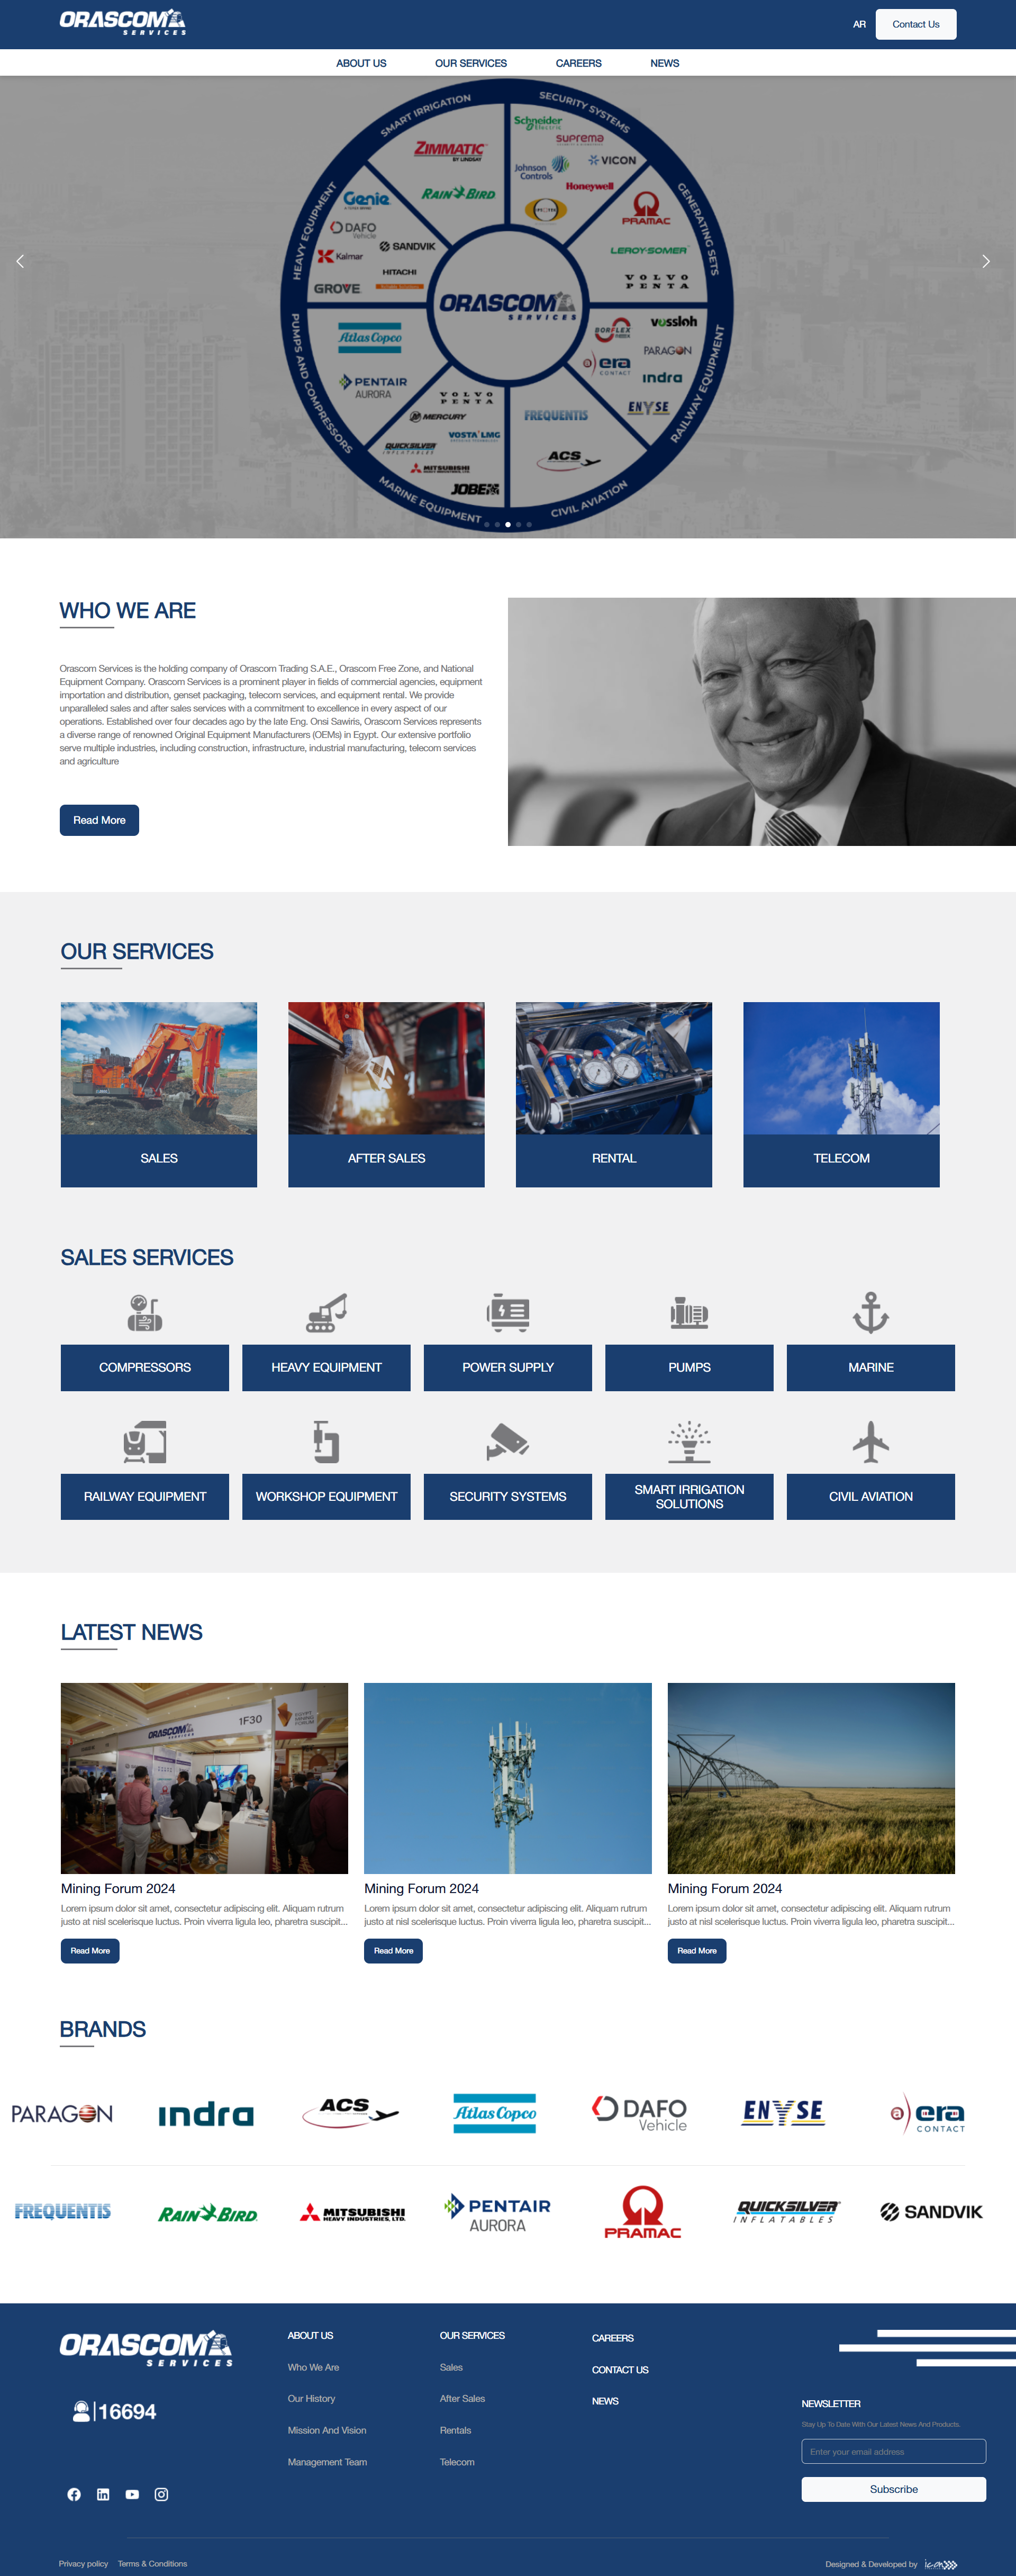 ORASCOM
SERVICES
AR
Contact Us
ABOUT US
OUR SERVICES
CAREERS
NEWS
SMART IRRIGATION
SECURITY SYSTEMS
GENERATING SETS
RAILWAY EQUIPMENT
CIVIL AVIATION
MARINE EQUIPMENT
PUMPS AND COMPRESSORS
HEAVY EQUIPMENT
ZIMMATIC
BY LINDSAY
RAIN BIRD
Schneider
Electric
suprema
VICON
Johnson
Controls
Honeywell
PRAMAC
LEROY-SOMER
VOLVO
PENTA
Genie
DAFO
Vehicle
SANDVIK
Kalmar
HITACHI
GROVE
ORASCOM
SERVICES
Atlas Copco
PENTAIR
AURORA
vossloh
PARAGON
era
CONTACT
indra
ENYSE
VOLVO
PENTA
MERCURY
VOSTA LMG
QUICKSILVER
INFLATABLES
MITSUBISHI
JOBE
FREQUENTIS
ACS
WHO WE ARE
Orascom Services is the holding company of Orascom Trading S.A.E., Orascom Free Zone, and National
Equipment Company. Orascom Services is a prominent player in fields of commercial agencies, equipment
importation and distribution, genset packaging, telecom services, and equipment rental. We provide
unparalleled sales and after sales services with a commitment to excellence in every aspect of our
operations. Established over four decades ago by the late Eng. Onsi Sawiris, Orascom Services represents
a diverse range of renowned Original Equipment Manufacturers (OEMs) in Egypt. Our extensive portfolio
serve multiple industries, including construction, infrastructure, industrial manufacturing, telecom services
and agriculture
Read More
OUR SERVICES
SALES
AFTER SALES
RENTAL
TELECOM
SALES SERVICES
COMPRESSORS
HEAVY EQUIPMENT
POWER SUPPLY
PUMPS
MARINE
RAILWAY EQUIPMENT
WORKSHOP EQUIPMENT
SECURITY SYSTEMS
SMART IRRIGATION
SOLUTIONS
CIVIL AVIATION
LATEST NEWS
ORASCOM
SERVICES
1F30
Mining Forum 2024
Lorem ipsum dolor sit amet, consectetur adipiscing elit. Aliquam rutrum
justo at nisl scelerisque luctus. Proin viverra ligula leo, pharetra suscipit...
Read More
Mining Forum 2024
Lorem ipsum dolor sit amet, consectetur adipiscing elit. Aliquam rutrum
justo at nisl scelerisque luctus. Proin viverra ligula leo, pharetra suscipit...
Read More
Mining Forum 2024
Lorem ipsum dolor sit amet, consectetur adipiscing elit. Aliquam rutrum
justo at nisl scelerisque luctus. Proin viverra ligula leo, pharetra suscipit...
Read More
BRANDS
PARAGON
indra
ACS
Atlas Copco
DAFO
Vehicle
ENYSE
a) era
CONTACT
FREQUENTIS
RAIN BIRD
MITSUBISHI
HEAVY INDUSTRIES, LTD.
PENTAIR
AURORA
PRAMAC
QUICKSILVER
INFLATABLES
SANDVIK
ORASCOM
SERVICES
16694
ABOUT US
Who We Are
Our History
Mission And Vision
Management Team
OUR SERVICES
Sales
After Sales
Rentals
Telecom
CAREERS
CONTACT US
NEWS
NEWSLETTER
Stay Up To Date With Our Latest News And Products.
Enter your email address
Subscribe
Privacy policy
Terms & Conditions
Designed & Developed by
icon